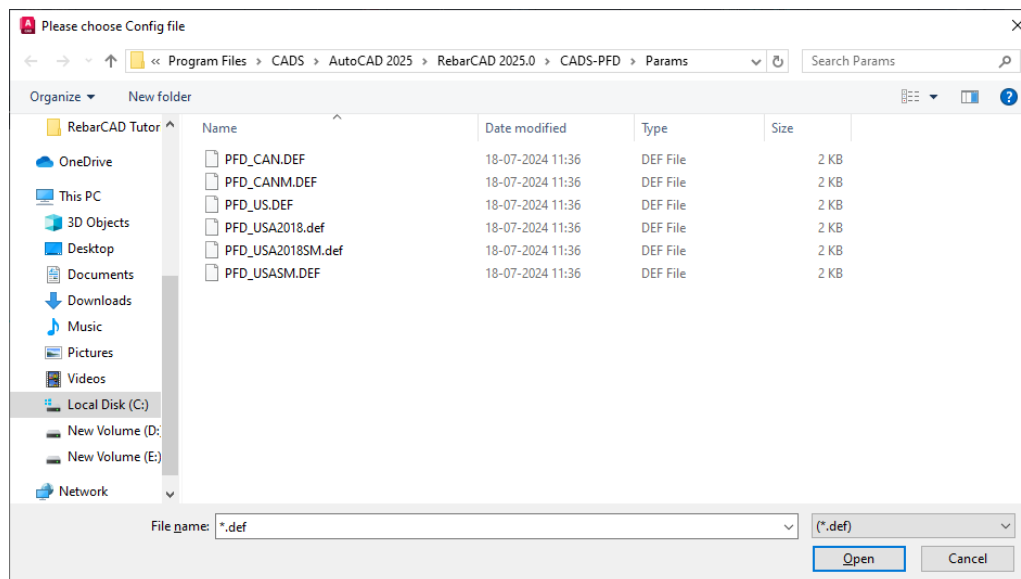 Please choose Config file
« Program Files > CADS > AutoCAD 2025 > RebarCAD 2025.0 > CADS-PFD > Params
Search Params
Organize
New folder
RebarCAD Tutor
OneDrive
This PC
3D Objects
Desktop
Documents
Downloads
Music
Pictures
Videos
Local Disk (C:)
New Volume (D:
New Volume (E:)
Network
Name Date modified Type Size
PFD_CAN.DEF 18-07-2024 11:36 DEF File 2 KB
PFD_CANM.DEF 18-07-2024 11:36 DEF File 2 KB
PFD_US.DEF 18-07-2024 11:36 DEF File 2 KB
PFD_USA2018.def 18-07-2024 11:36 DEF File 2 KB
PFD_USA2018SM.def 18-07-2024 11:36 DEF File 2 KB
PFD_USASM.DEF 18-07-2024 11:36 DEF File 2 KB
File name: *.def (*.def)
Open Cancel